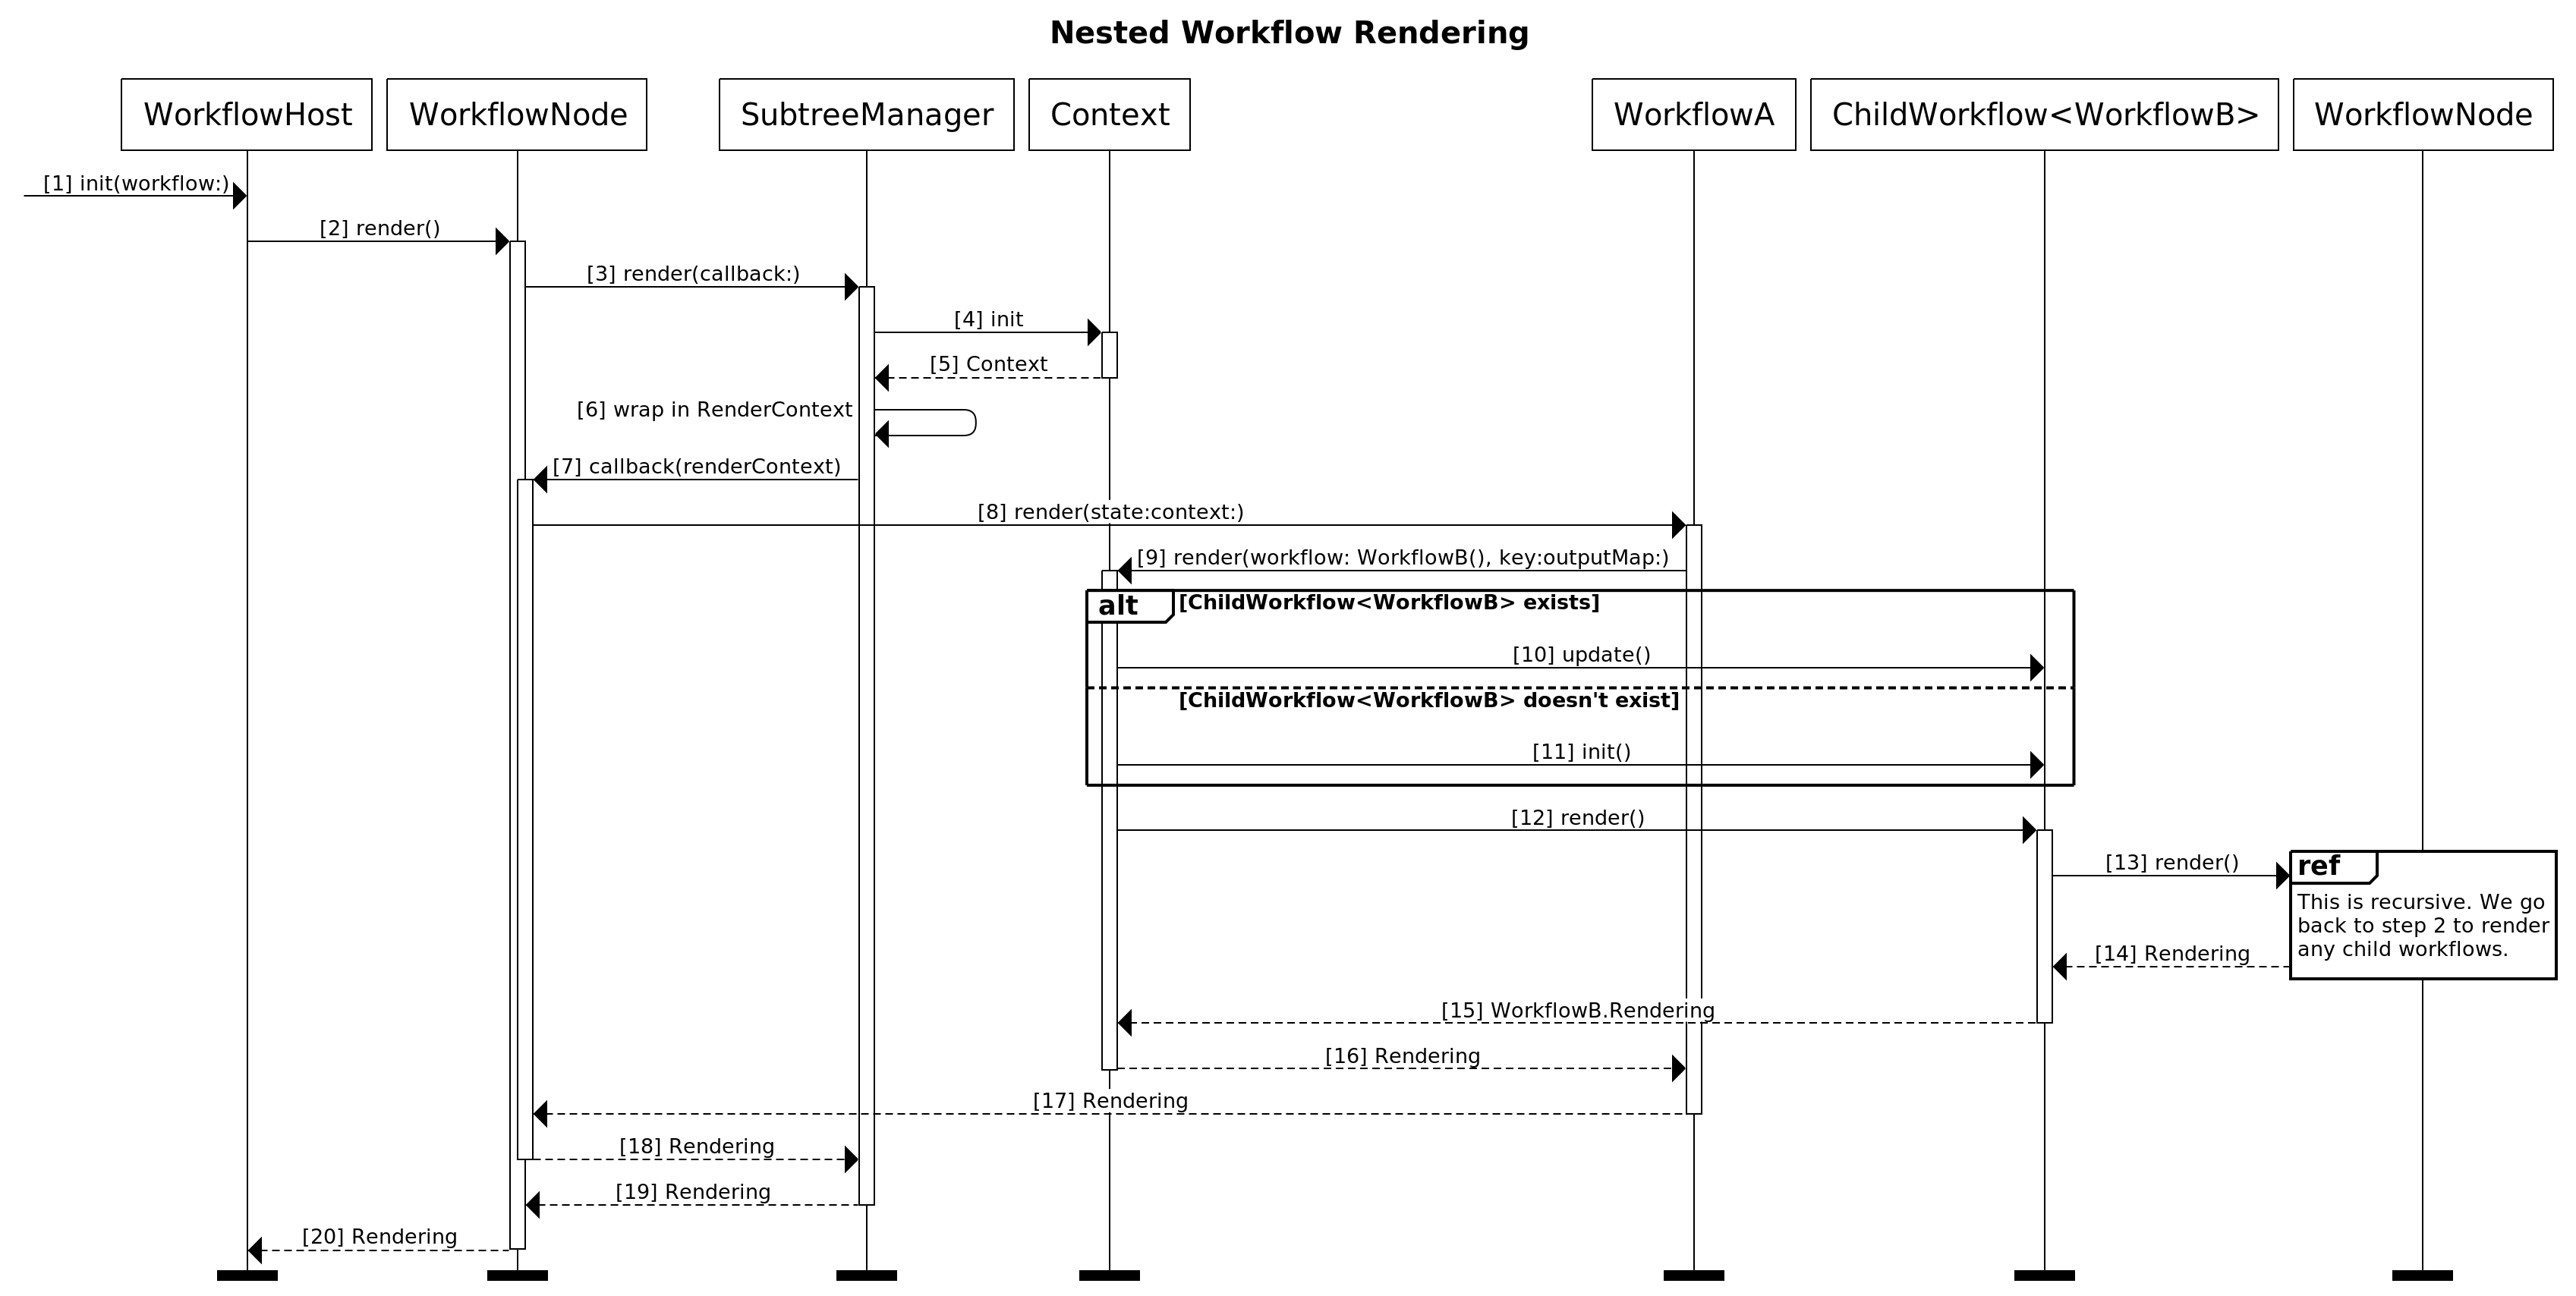 Nested Workflow Rendering
WorkflowHost
WorkflowNode
SubtreeManager
Context
WorkflowA
ChildWorkflow<WorkflowB>
WorkflowNode
[1] init(workflow:)
[2] render()
[3] render(callback:)
[4] init
[5] Context
[6] wrap in RenderContext
[7] callback(renderContext)
[8] render(state:context:)
[9] render(workflow: WorkflowB(), key:outputMap:)
alt
[ChildWorkflow<WorkflowB> exists]
[10] update()
[ChildWorkflow<WorkflowB> doesn't exist]
[11] init()
[12] render()
[13] render()
ref
This is recursive. We go
back to step 2 to render
any child workflows.
[14] Rendering
[15] WorkflowB.Rendering
[16] Rendering
[17] Rendering
[18] Rendering
[19] Rendering
[20] Rendering